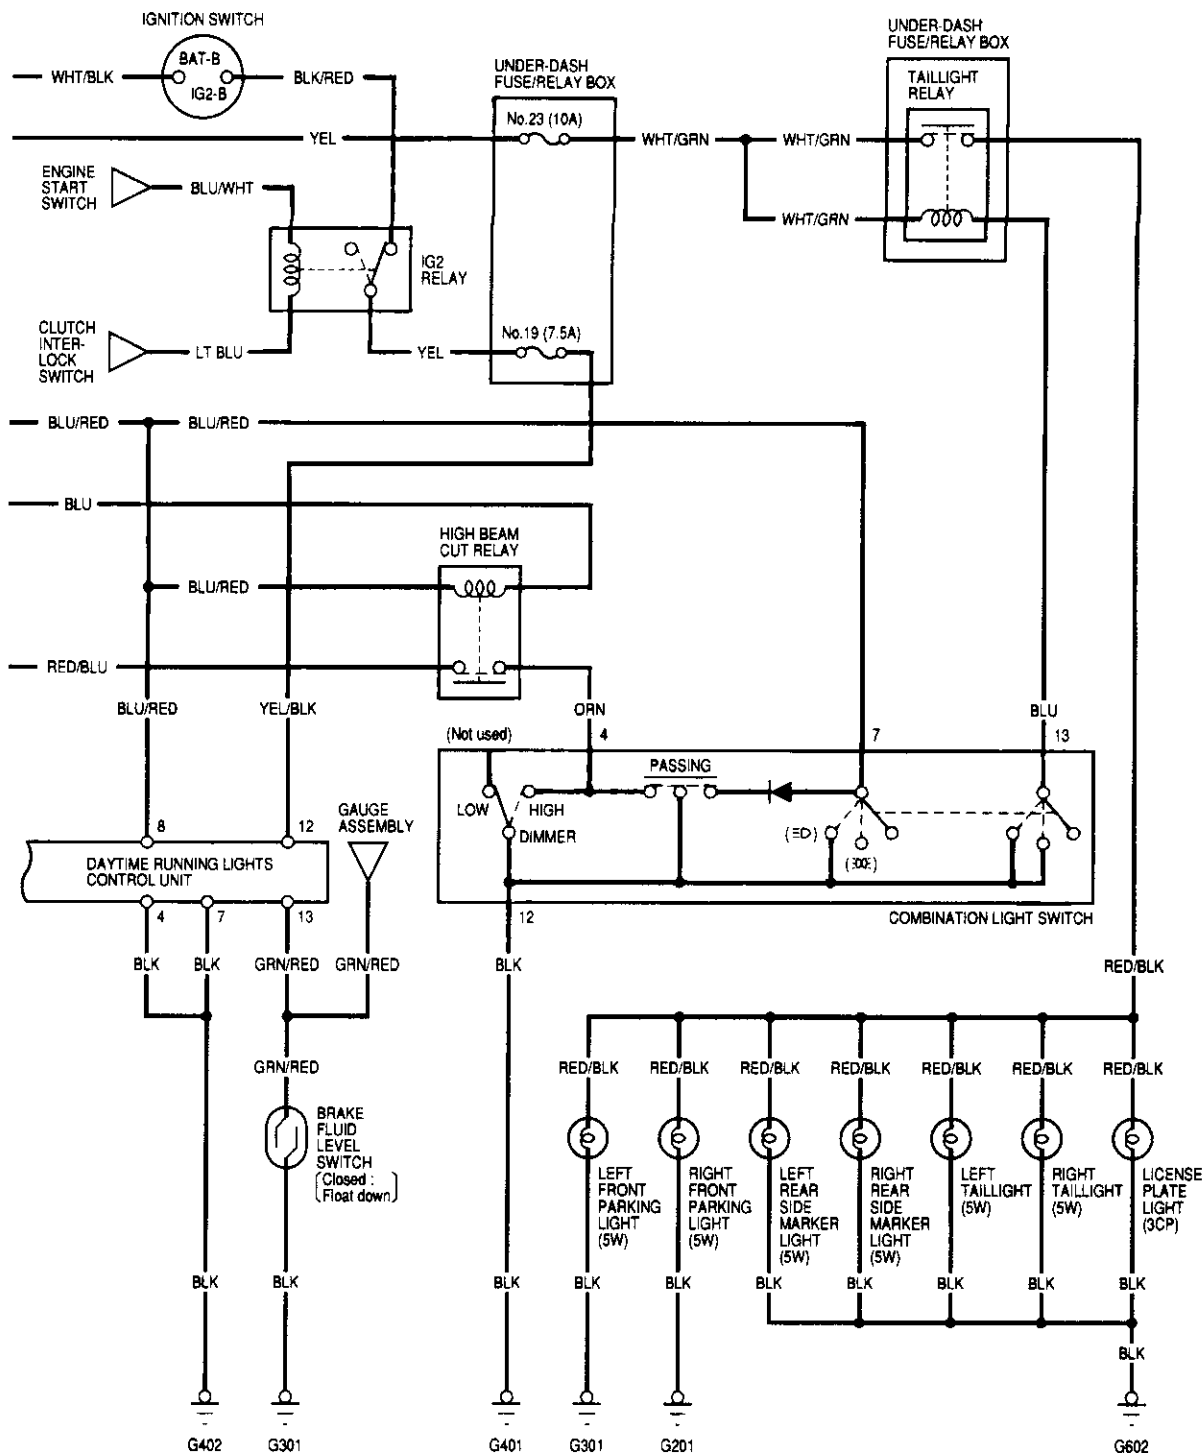 IGNITION SWITCH
BAT-B
IG2-B
WHT/BLK
BLK/RED
UNDER-DASH
FUSE/RELAY BOX
UNDER-DASH
FUSE/RELAY BOX
TAILLIGHT
RELAY
No.23 (10A)
YEL
WHT/GRN
WHT/GRN
WHT/GRN
ENGINE
START
SWITCH
BLU/WHT
IG2
RELAY
CLUTCH
INTER-
LOCK
SWITCH
LT BLU
YEL
No.19 (7.5A)
BLU/RED
BLU/RED
BLU
HIGH BEAM
CUT RELAY
BLU/RED
RED/BLU
BLU/RED
YEL/BLK
ORN
BLU
(Not used)
4
7
13
PASSING
LOW
HIGH
DIMMER
GAUGE
ASSEMBLY
8
12
DAYTIME RUNNING LIGHTS
CONTROL UNIT
4
7
13
12
COMBINATION LIGHT SWITCH
BLK
BLK
GRN/RED
GRN/RED
BLK
RED/BLK
GRN/RED
RED/BLK
RED/BLK
RED/BLK
RED/BLK
RED/BLK
RED/BLK
RED/BLK
BRAKE
FLUID
LEVEL
SWITCH
(Closed :
Float down)
LEFT
FRONT
PARKING
LIGHT
(5W)
RIGHT
FRONT
PARKING
LIGHT
(5W)
LEFT
REAR
SIDE
MARKER
LIGHT
(5W)
RIGHT
REAR
SIDE
MARKER
LIGHT
(5W)
LEFT
TAILLIGHT
(5W)
RIGHT
TAILLIGHT
(5W)
LICENSE
PLATE
LIGHT
(3CP)
BLK
BLK
BLK
BLK
BLK
BLK
BLK
BLK
BLK
BLK
BLK
G402
G301
G401
G301
G201
G602